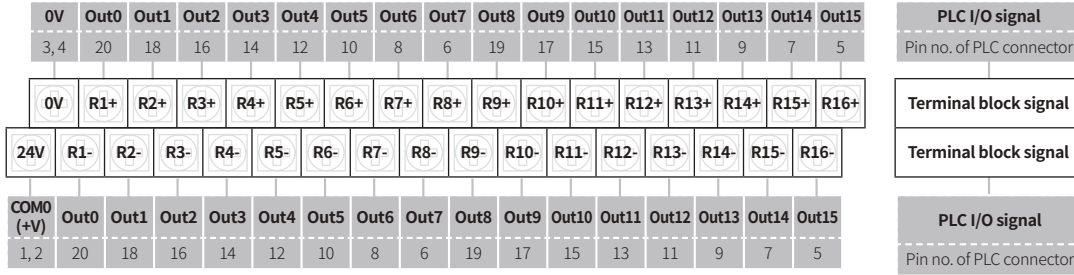 0V Out0 Out1 Out2 Out3 Out4 Out5 Out6 Out7 Out8 Out9 Out10 Out11 Out12 Out13 Out14 Out15 PLC I/O signal
3, 4 20 18 16 14 12 10 8 6 19 17 15 13 11 9 7 5 Pin no. of PLC connector
0V R1+ R2+ R3+ R4+ R5+ R6+ R7+ R8+ R9+ R10+ R11+ R12+ R13+ R14+ R15+ R16+ Terminal block signal
24V R1- R2- R3- R4- R5- R6- R7- R8- R9- R10- R11- R12- R13- R14- R15- R16- Terminal block signal
COM0 (+V) Out0 Out1 Out2 Out3 Out4 Out5 Out6 Out7 Out8 Out9 Out10 Out11 Out12 Out13 Out14 Out15 PLC I/O signal
1, 2 20 18 16 14 12 10 8 6 19 17 15 13 11 9 7 5 Pin no. of PLC connector